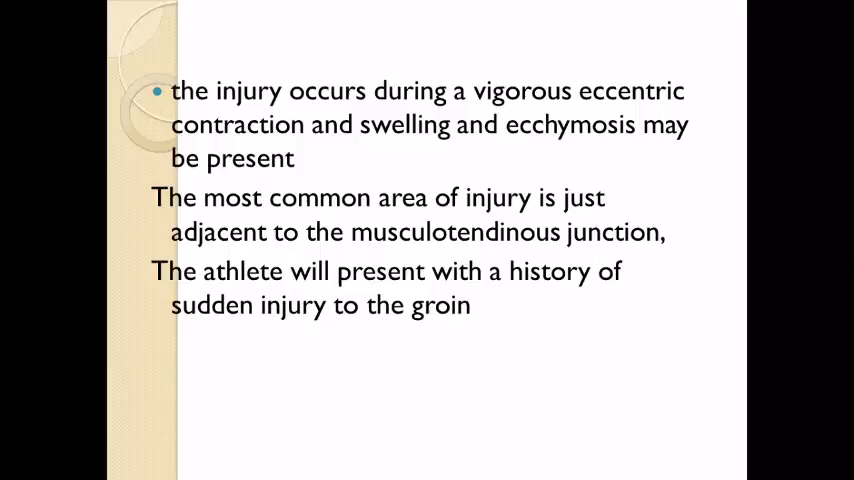 the injury occurs during a vigorous eccentric
contraction and swelling and ecchymosis may
be present
The most common area of injury is just
adjacent to the musculotendinous junction,
The athlete will present with a history of
sudden injury to the groin